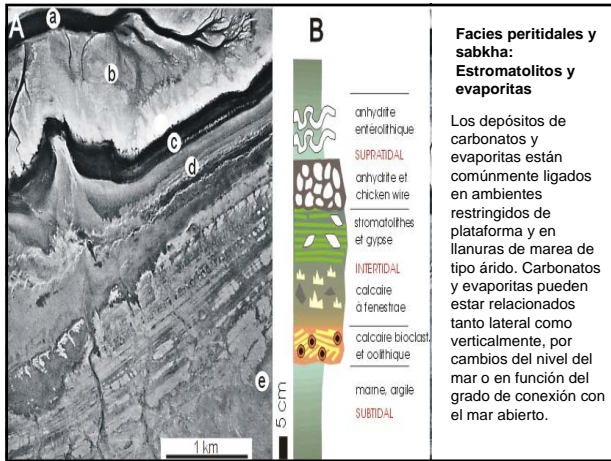 A
a
b
c
d
e
1 km
B
anhydrite
entérolithique
SUPRATIDAL
anhydrite et
chicken wire
stromatolithes
et gypse
INTERTIDAL
calcaire
à fenestrae
calcaire bioclast.
et oolithique
marne, argile
SUBTIDAL
5 cm
Facies peritidales y
sabkha:
Estromatolitos y
evaporitas
Los depósitos de
carbonatos y
evaporitas están
comúnmente ligados
en ambientes
restringidos de
plataforma y en
llanuras de marea de
tipo árido. Carbonatos
y evaporitas pueden
estar relacionados
tanto lateral como
verticalmente, por
cambios del nivel del
mar o en función del
grado de conexión con
el mar abierto.